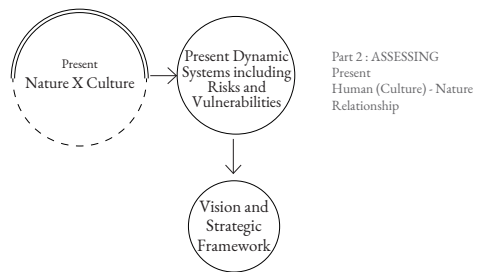 Present
Nature X Culture
Present Dynamic
Systems including
Risks and
Vulnerabilities
Part 2 : ASSESSING
Present
Human (Culture) - Nature
Relationship
Vision and
Strategic
Framework